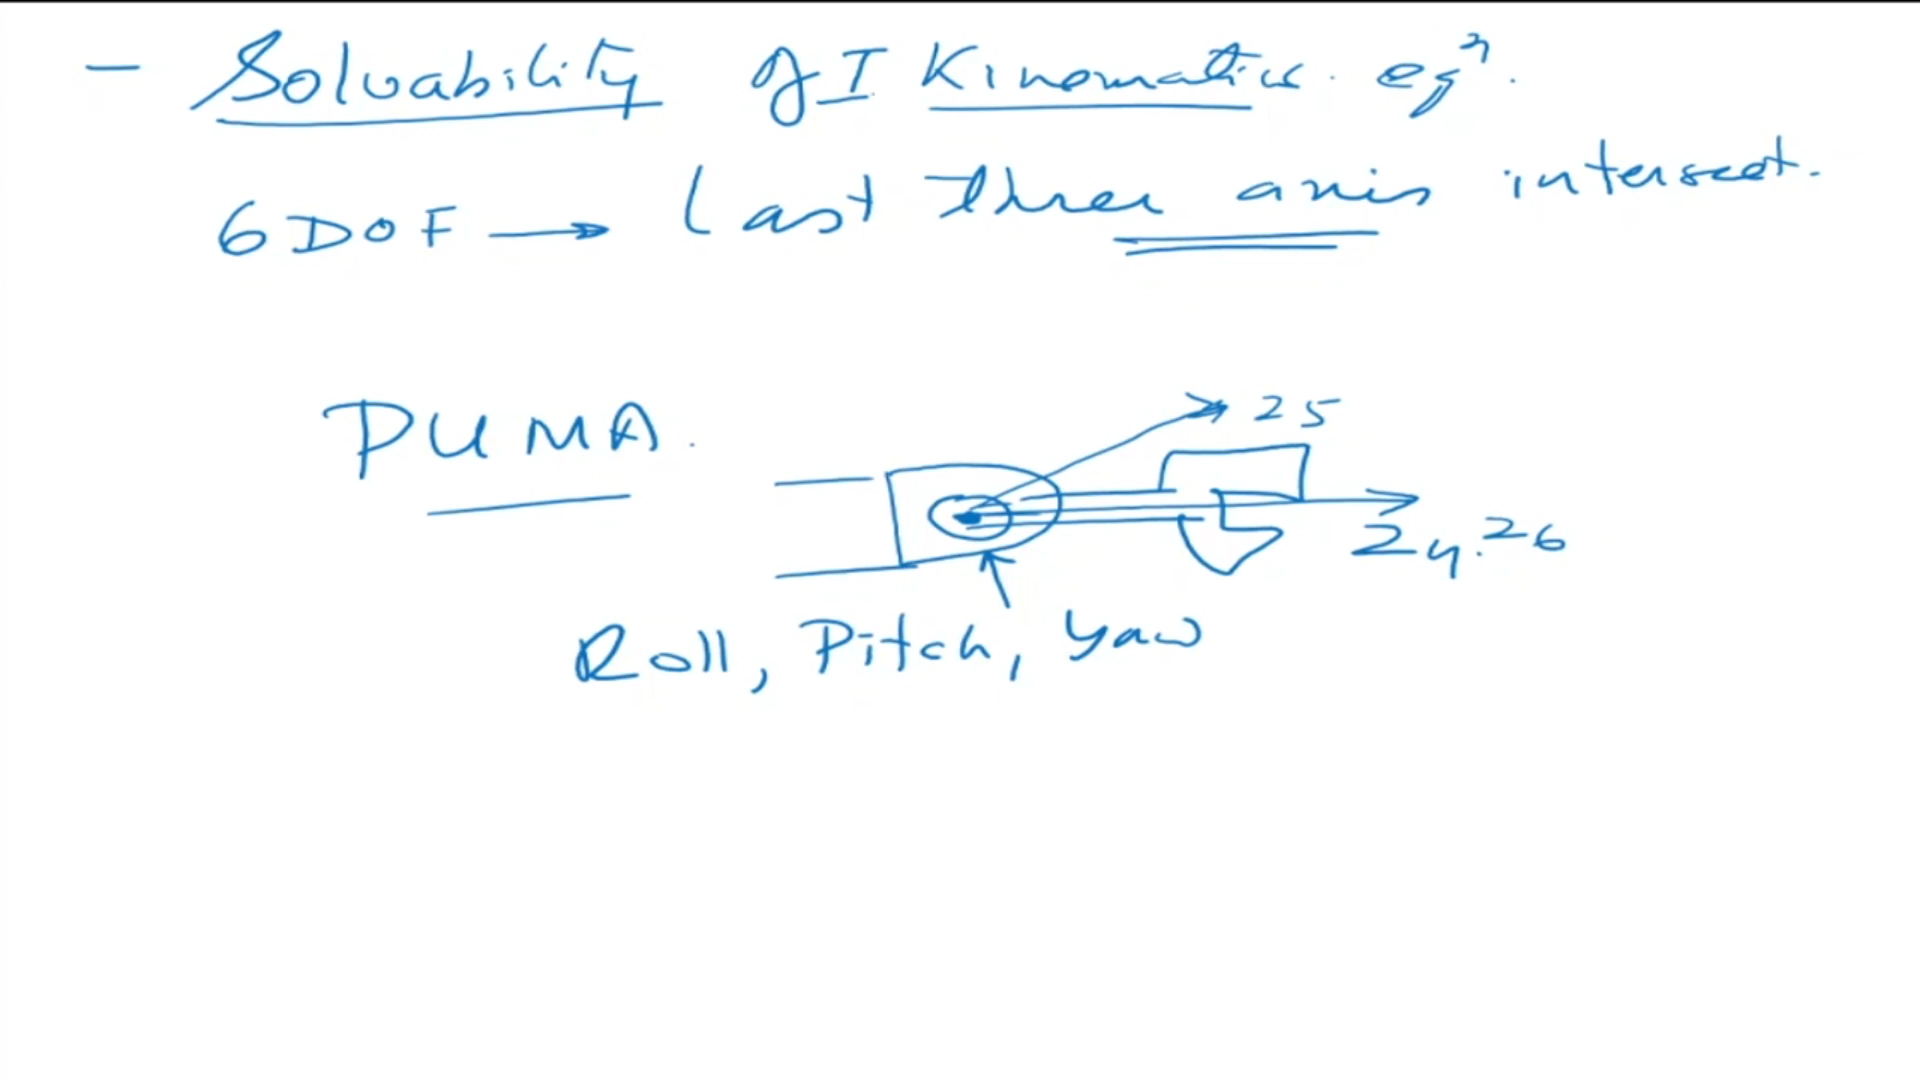 - Solvability of I Kinematics eqⁿ.
6 DOF → Last three axis intersect.
PUMA.
Z5
Z4. Z6
Roll, Pitch, Yaw